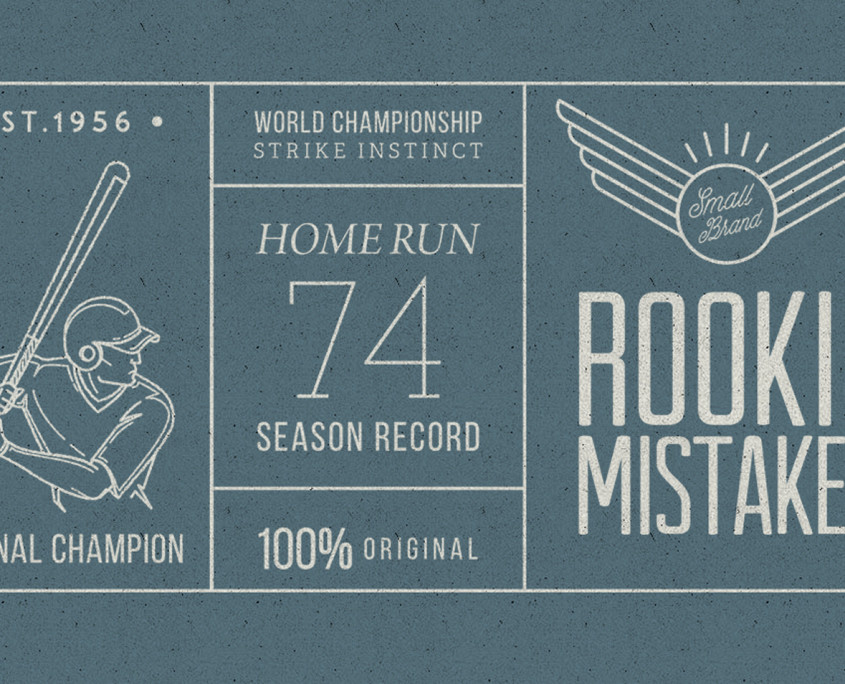 ST.1956 •
NAL CHAMPION
WORLD CHAMPIONSHIP
STRIKE INSTINCT
HOME RUN
74
SEASON RECORD
100% ORIGINAL
Small
Brand
ROOKI
MISTAKE